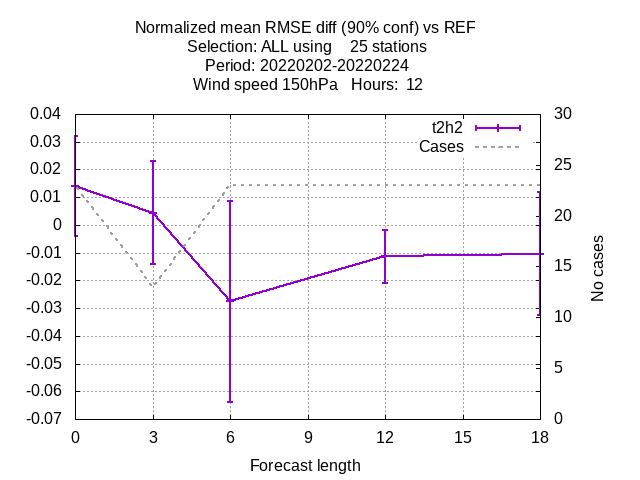 Normalized mean RMSE diff (90% conf) vs REF
Selection: ALL using    25 stations
Period: 20220202-20220224
Wind speed 150hPa   Hours:  12
t2h2
Cases
0.04
0.03
0.02
0.01
0
-0.01
-0.02
-0.03
-0.04
-0.05
-0.06
-0.07
30
25
20
15
10
5
0
No cases
0 3 6 9 12 15 18
Forecast length